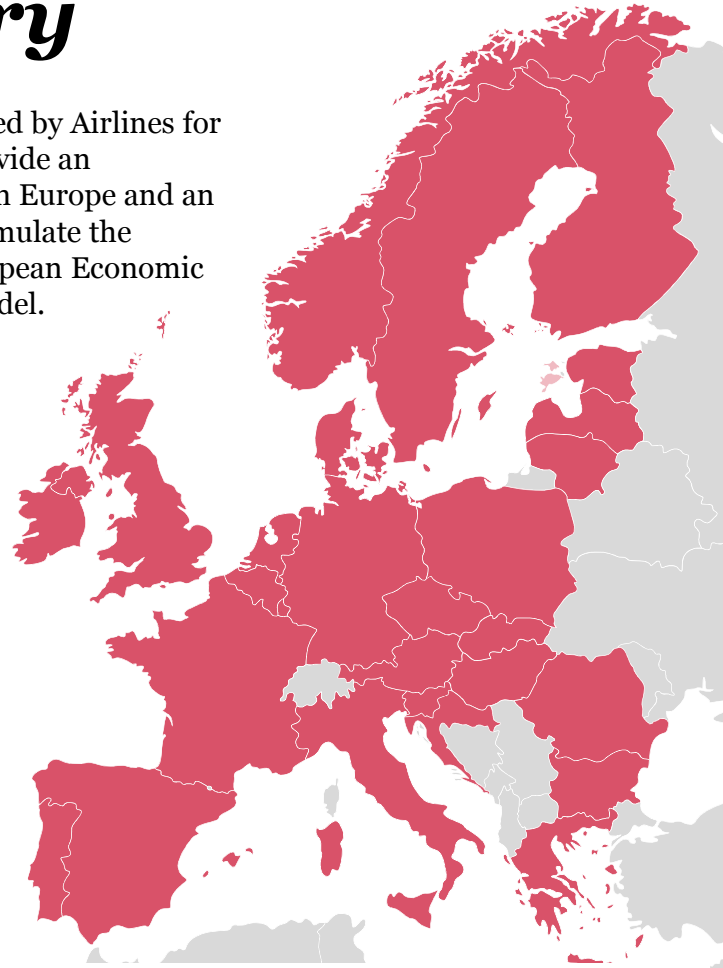 ry
ed by Airlines for
vide an
n Europe and an
mulate the
pean Economic
del.